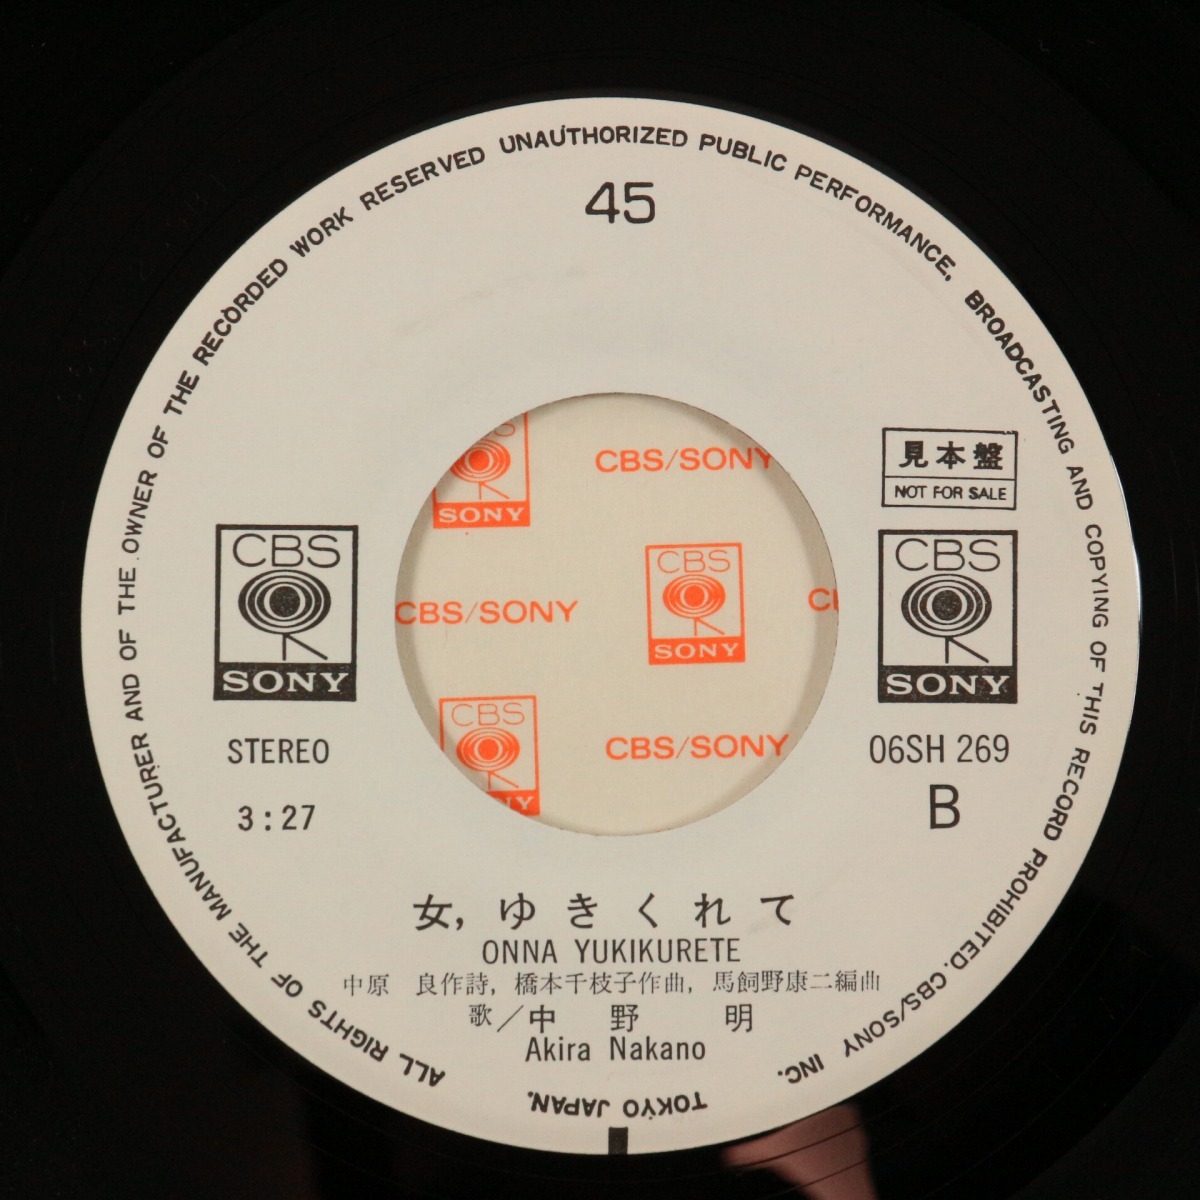 ALL RIGHTS OF THE MANUFACTURER AND OF THE OWNER OF THE RECORDED WORK RESERVED UNAUTHORIZED PUBLIC PERFORMANCE, BROADCASTING AND COPYING OF THIS RECORD PROHIBITED. CBS/SONY INC.
TOKYO JAPAN.
45
見本盤
NOT FOR SALE
CBS
SONY
CBS
SONY
STEREO
3:27
06SH 269
B
SONY
CBS/SONY
CBS/SONY
CBS
SONY
CBS
CBS/SONY
女,ゆきくれて
ONNA YUKIKURETE
中原 良作詩, 橋本千枝子作曲, 馬飼野康二編曲
歌/中野 明
Akira Nakano